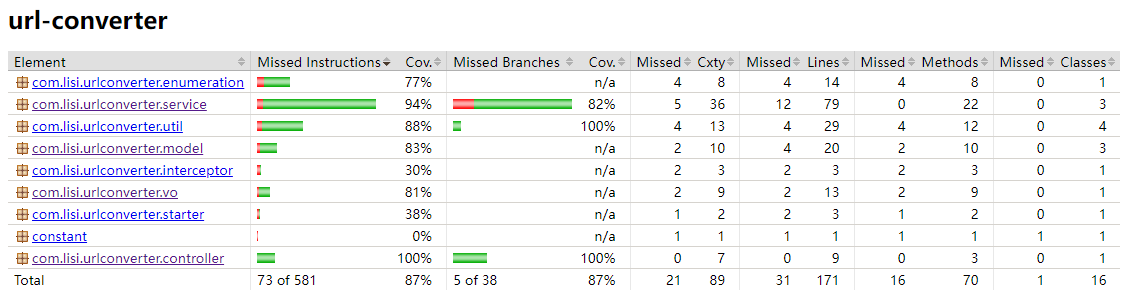 url-converter
Element Missed Instructions Cov. Missed Branches Cov. Missed Cxty Missed Lines Missed Methods Missed Classes
com.lisi.urlconverter.enumeration 77% n/a 4 8 4 14 4 8 0 1
com.lisi.urlconverter.service 94% 82% 5 36 12 79 0 22 0 3
com.lisi.urlconverter.util 88% 100% 4 13 4 29 4 12 0 4
com.lisi.urlconverter.model 83% n/a 2 10 4 20 2 10 0 3
com.lisi.urlconverter.interceptor 30% n/a 2 3 2 3 2 3 0 1
com.lisi.urlconverter.vo 81% n/a 2 9 2 13 2 9 0 1
com.lisi.urlconverter.starter 38% n/a 1 2 2 3 1 2 0 1
constant 0% n/a 1 1 1 1 1 1 1 1
com.lisi.urlconverter.controller 100% 100% 0 7 0 9 0 3 0 1
Total 73 of 581 87% 5 of 38 87% 21 89 31 171 16 70 1 16